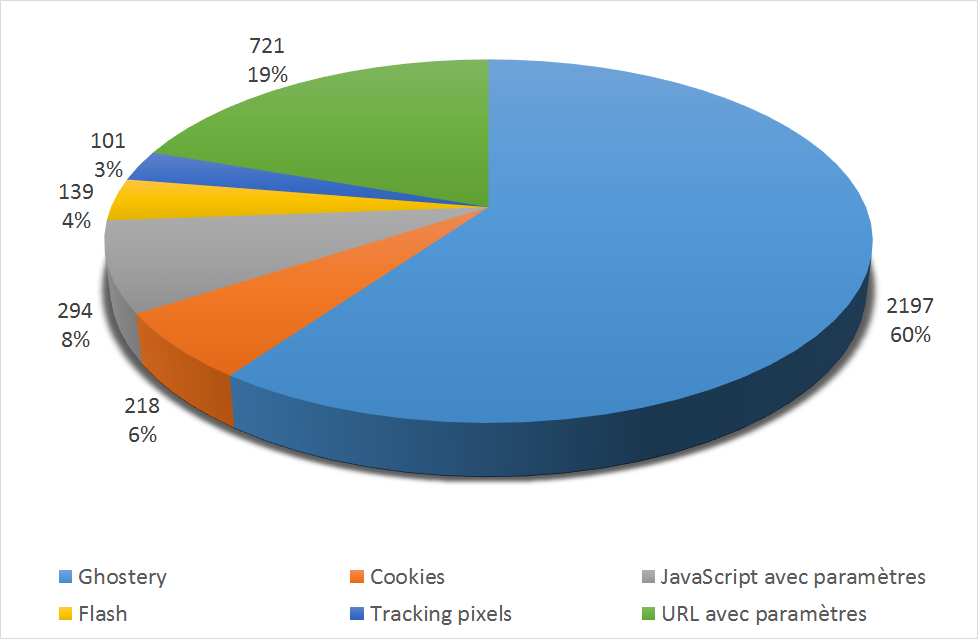 721
19%
101
3%
139
4%
294
8%
218
6%
2197
60%
Ghostery
Cookies
JavaScript avec paramètres
Flash
Tracking pixels
URL avec paramètres